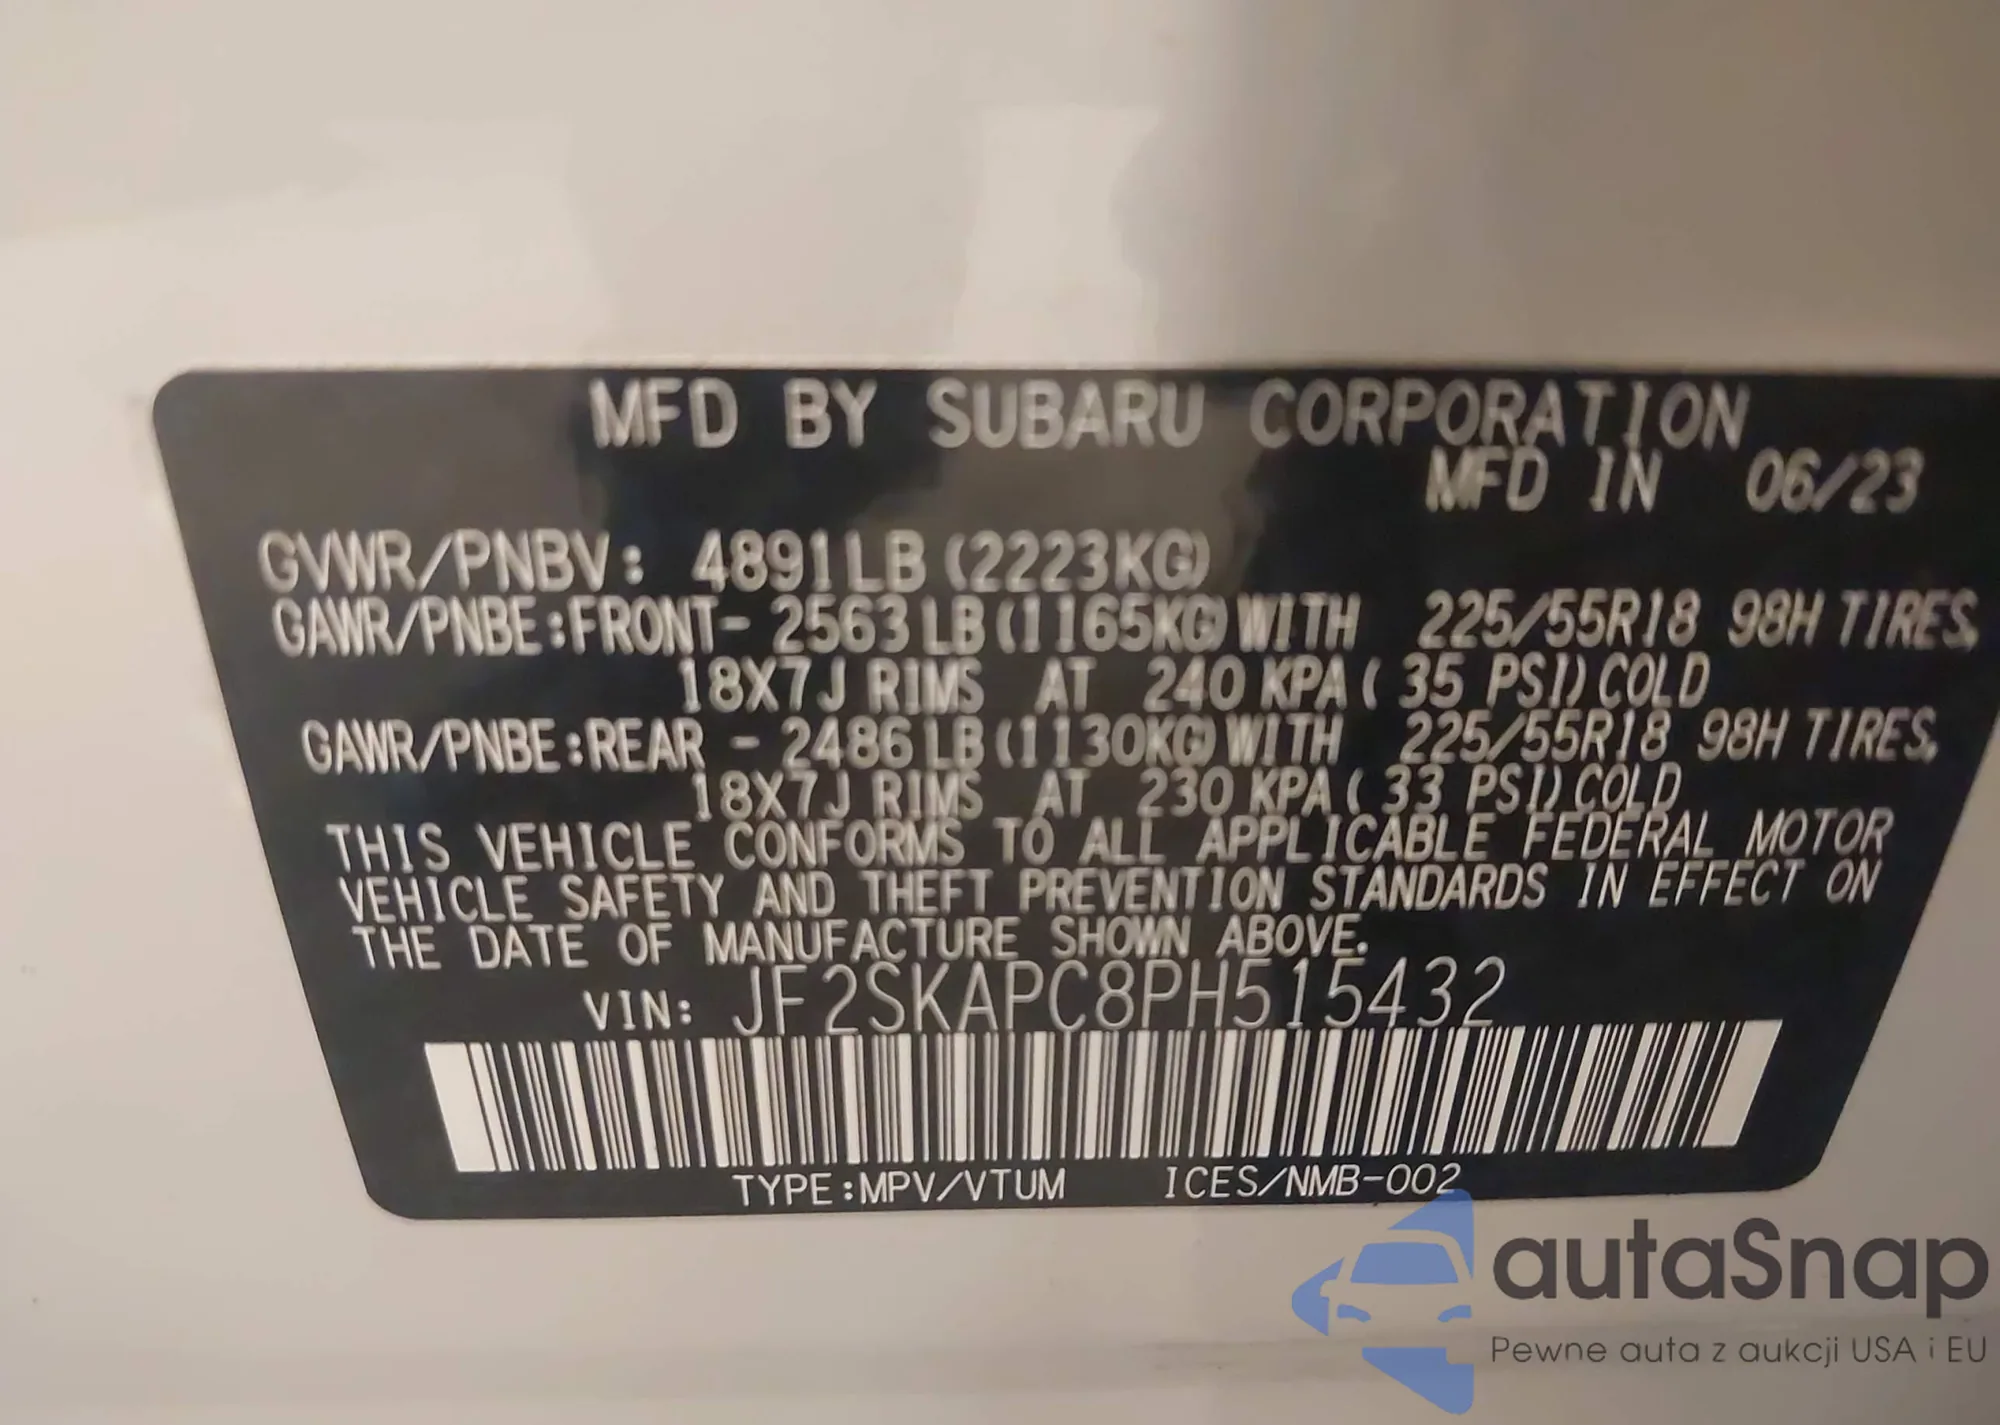 MFD BY SUBARU CORPORATION
MFD IN 06/23
GVWR/PNBV: 4891LB (2223KG)
GAWR/PNBE:FRONT- 2563LB (1165KG) WITH 225/55R18 98H TIRES,
18X7J RIMS AT 240 KPA ( 35 PSI) COLD
GAWR/PNBE:REAR - 2486LB (1130KG) WITH 225/55R18 98H TIRES,
18X7J RIMS AT 230 KPA ( 33 PSI) COLD
THIS VEHICLE CONFORMS TO ALL APPLICABLE FEDERAL MOTOR
VEHICLE SAFETY AND THEFT PREVENTION STANDARDS IN EFFECT ON
THE DATE OF MANUFACTURE SHOWN ABOVE.
VIN: JF2SKAPC8PH515432
TYPE:MPV/VTUM ICES/NMB-002
autaSnap
Pewne auta z aukcji USA i EU